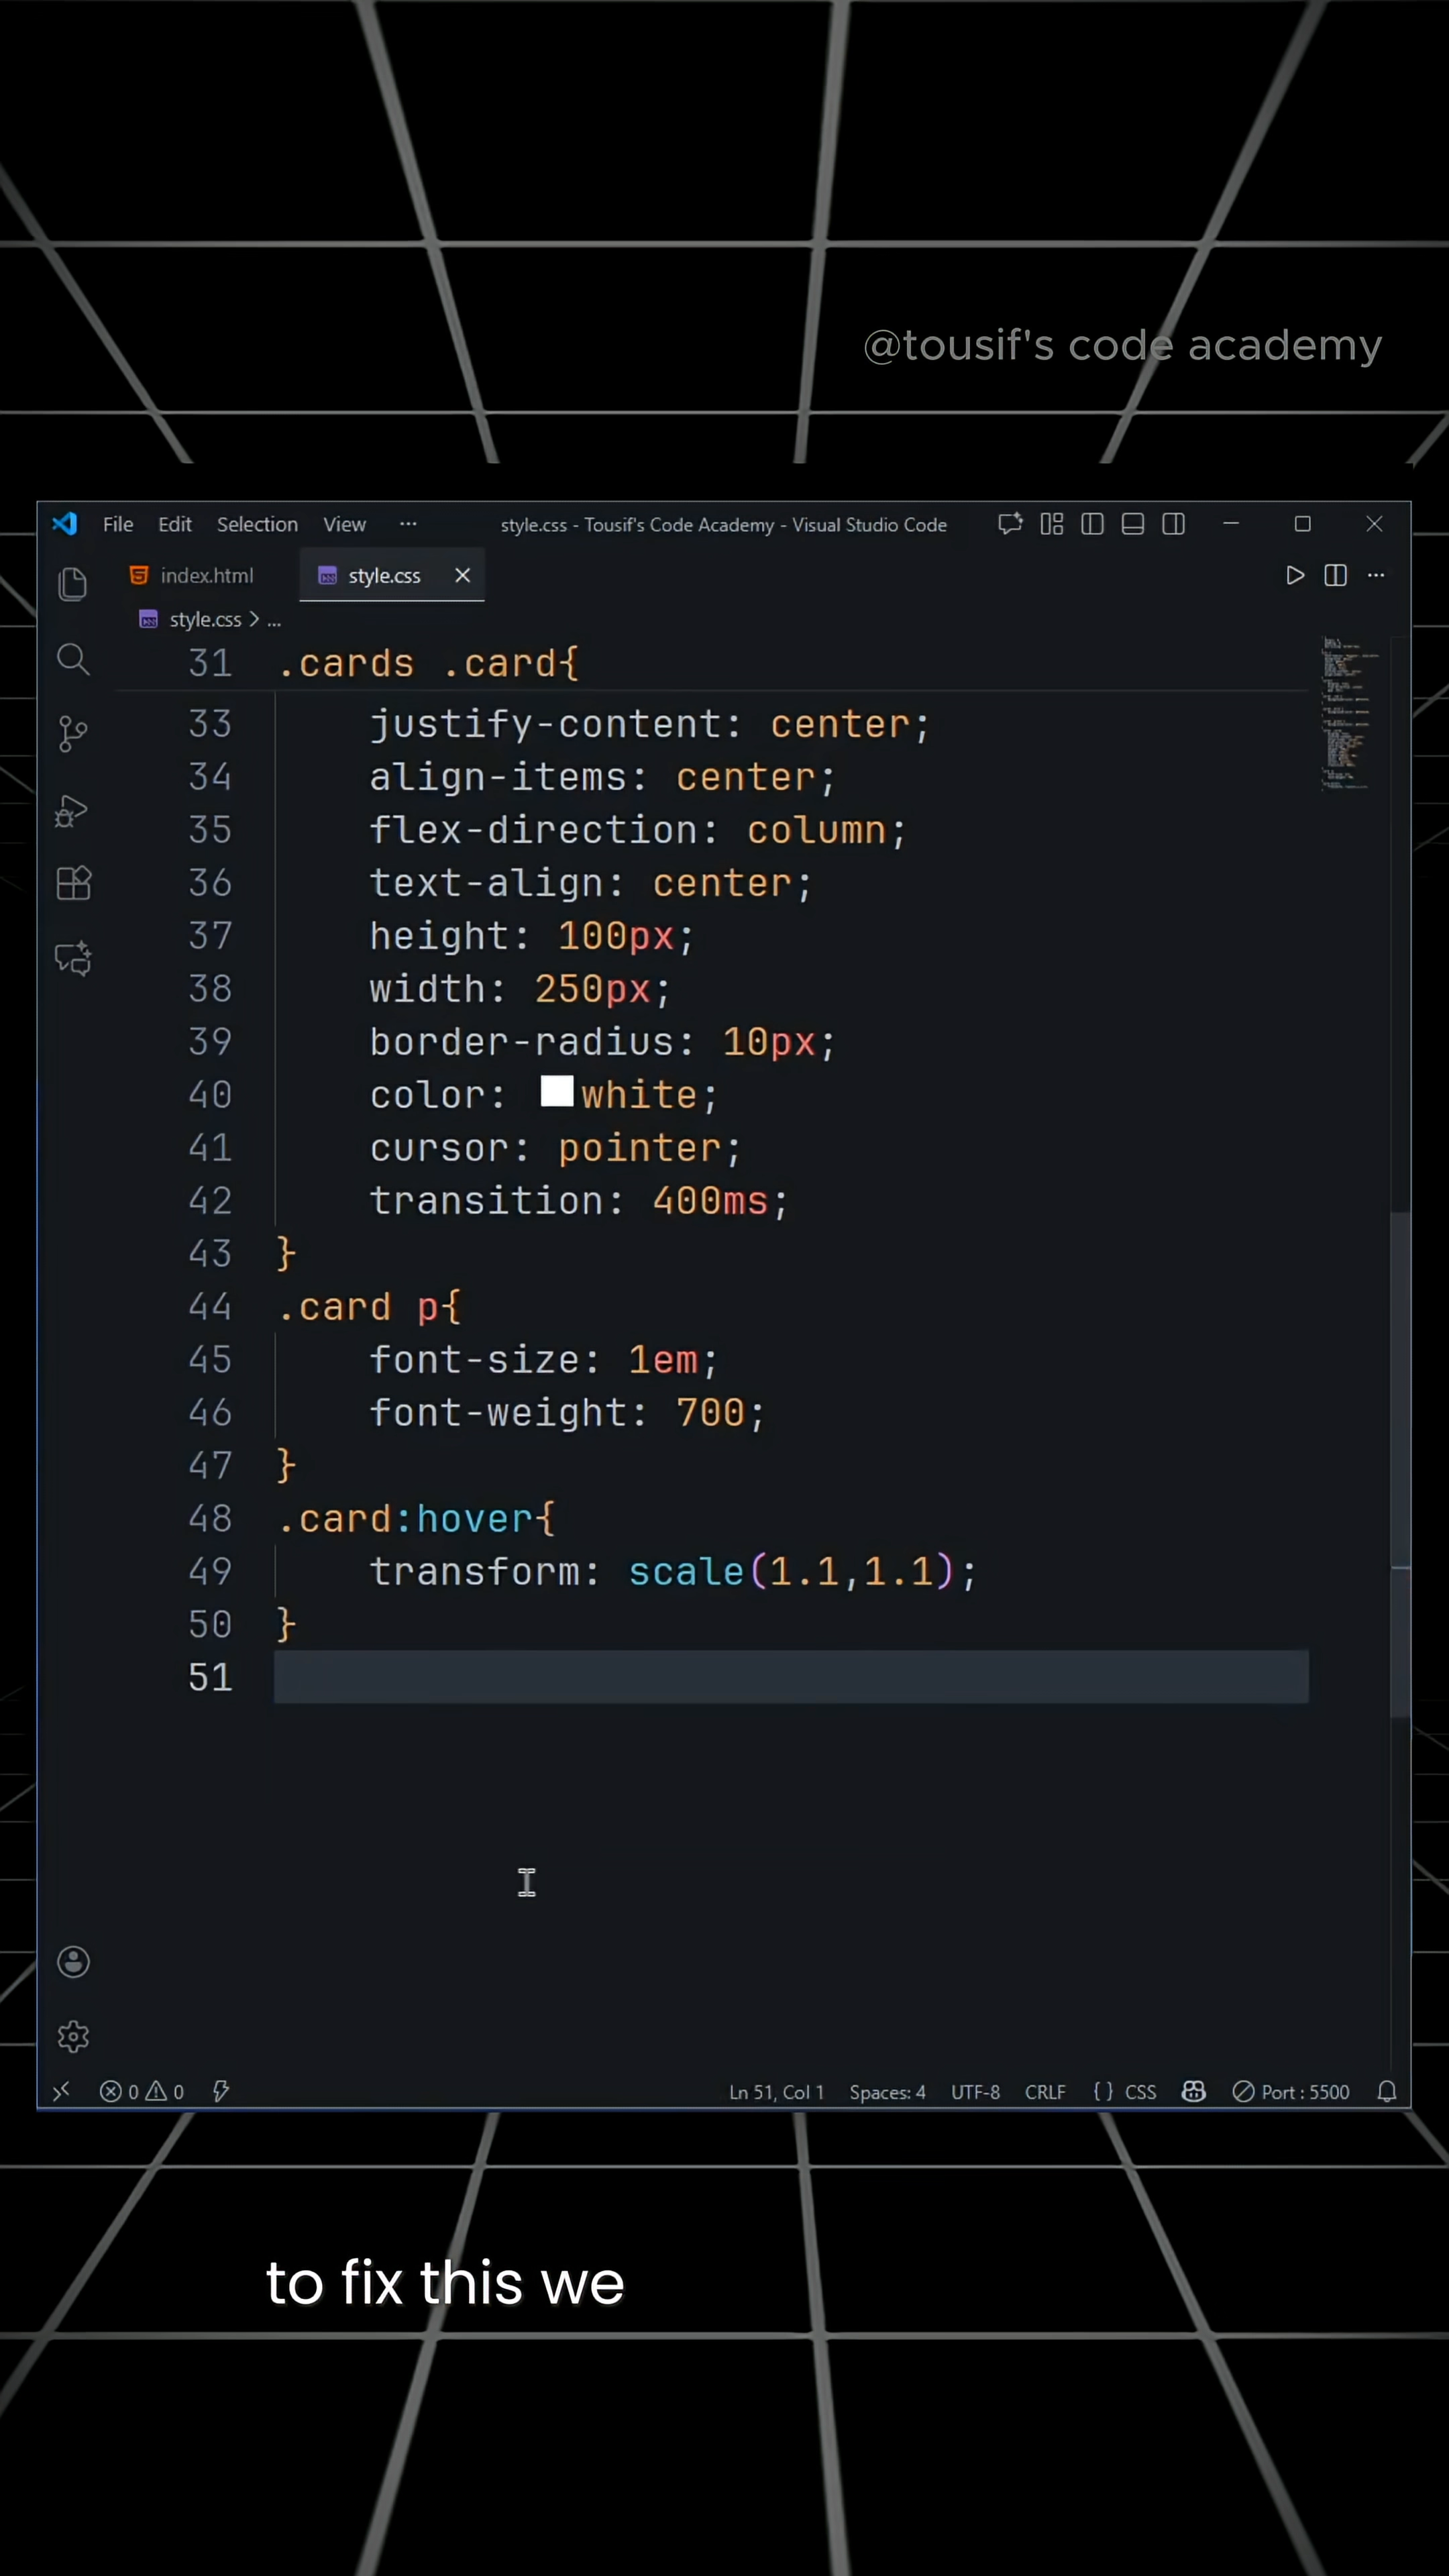 @tousif's code academy
File Edit Selection View ··· style.css - Tousif's Code Academy - Visual Studio Code
index.html style.css
style.css > ...
31 .cards .card{
33 justify-content: center;
34 align-items: center;
35 flex-direction: column;
36 text-align: center;
37 height: 100px;
38 width: 250px;
39 border-radius: 10px;
40 color: white;
41 cursor: pointer;
42 transition: 400ms;
43 }
44 .card p{
45 font-size: 1em;
46 font-weight: 700;
47 }
48 .card:hover{
49 transform: scale(1.1,1.1);
50 }
51
0 0 Ln 51, Col 1 Spaces: 4 UTF-8 CRLF {} CSS Port : 5500
to fix this we